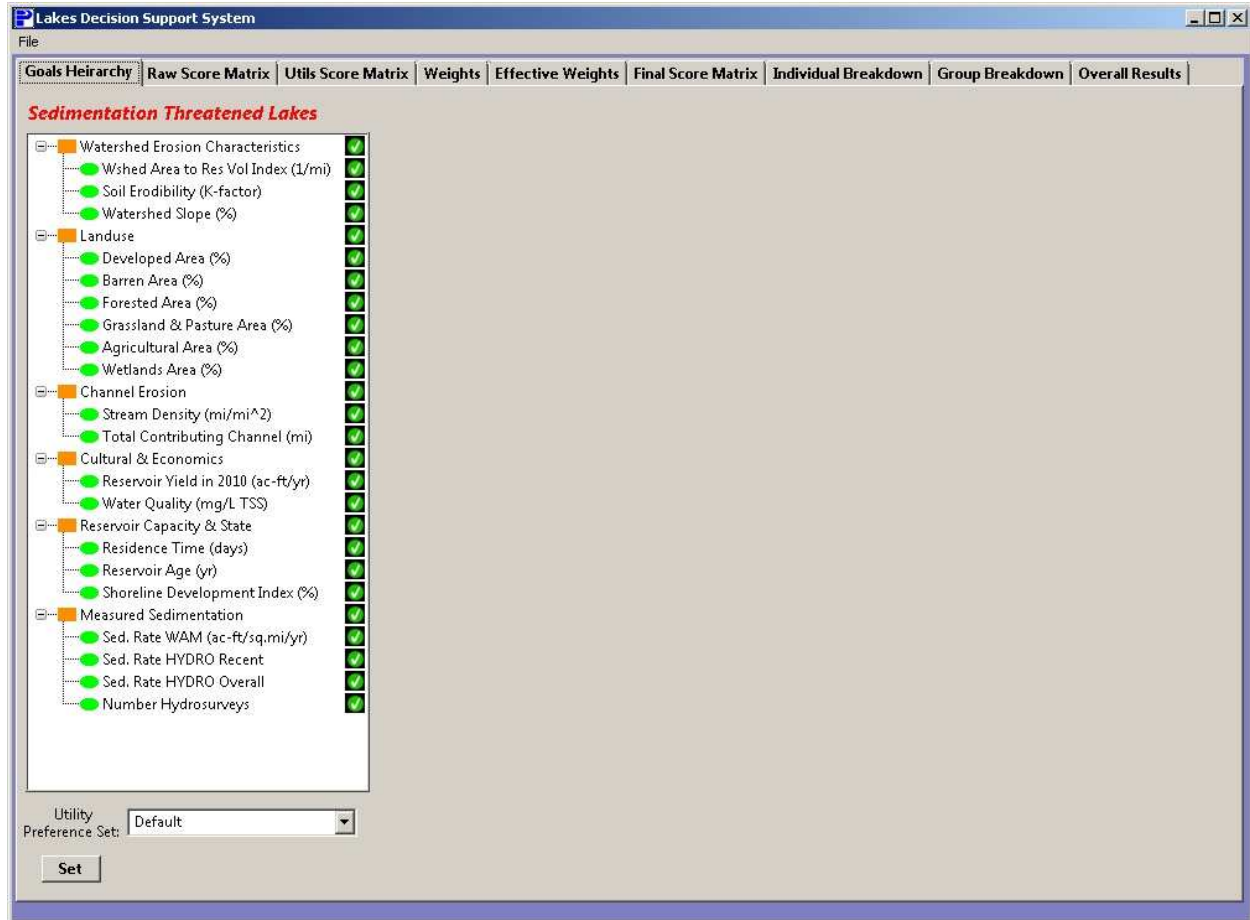 Lakes Decision Support System
File
Goals Heirarchy Raw Score Matrix Utils Score Matrix Weights Effective Weights Final Score Matrix Individual Breakdown Group Breakdown Overall Results
Sedimentation Threatened Lakes
Watershed Erosion Characteristics
Wshed Area to Res Vol Index (1/mi)
Soil Erodibility (K-factor)
Watershed Slope (%)
Landuse
Developed Area (%)
Barren Area (%)
Forested Area (%)
Grassland & Pasture Area (%)
Agricultural Area (%)
Wetlands Area (%)
Channel Erosion
Stream Density (mi/mi^2)
Total Contributing Channel (mi)
Cultural & Economics
Reservoir Yield in 2010 (ac-ft/yr)
Water Quality (mg/L TSS)
Reservoir Capacity & State
Residence Time (days)
Reservoir Age (yr)
Shoreline Development Index (%)
Measured Sedimentation
Sed. Rate WAM (ac-ft/sq.mi/yr)
Sed. Rate HYDRO Recent
Sed. Rate HYDRO Overall
Number Hydrosurveys
Utility
Preference Set: Default
Set